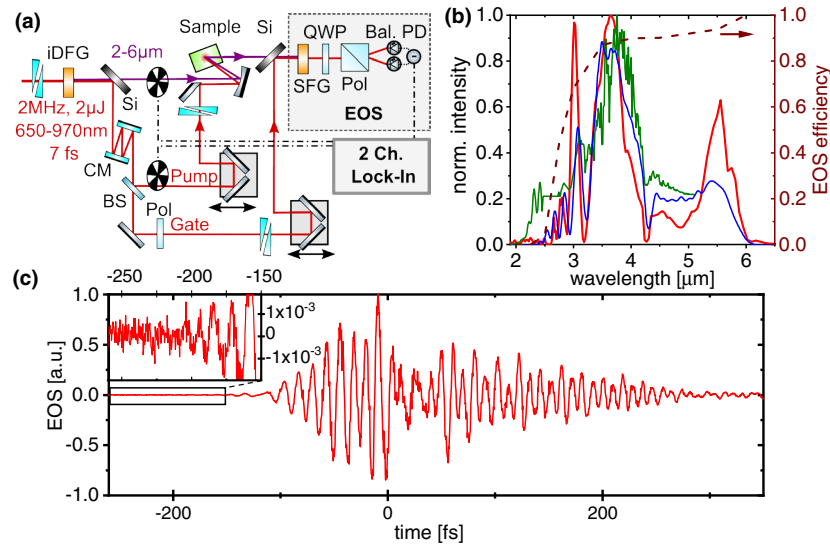 (a)
iDFG
2-6μm
Sample
Si
QWP
Bal. PD
Si
SFG
Pol
EOS
2MHz, 2μJ
650-970nm
7 fs
CM
BS
Pol
Pump
Gate
2 Ch.
Lock-In
(b)
norm. intensity
1.0
0.8
0.6
0.4
0.2
0.0
2
3
4
5
6
wavelength [μm]
1.0
0.8
0.6
0.4
0.2
0.0
EOS efficiency
(c)
-250
-200
-150
1x10⁻³
0
-1x10⁻³
EOS [a.u.]
1.0
0.5
0.0
-0.5
-1.0
-200
0
200
time [fs]